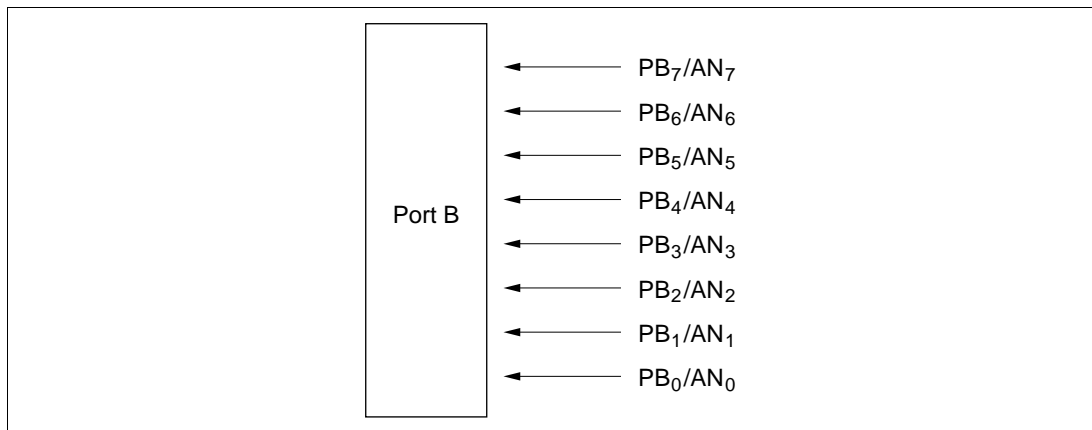 PB₇/AN₇
PB₆/AN₆
PB₅/AN₅
PB₄/AN₄
Port B
PB₃/AN₃
PB₂/AN₂
PB₁/AN₁
PB₀/AN₀